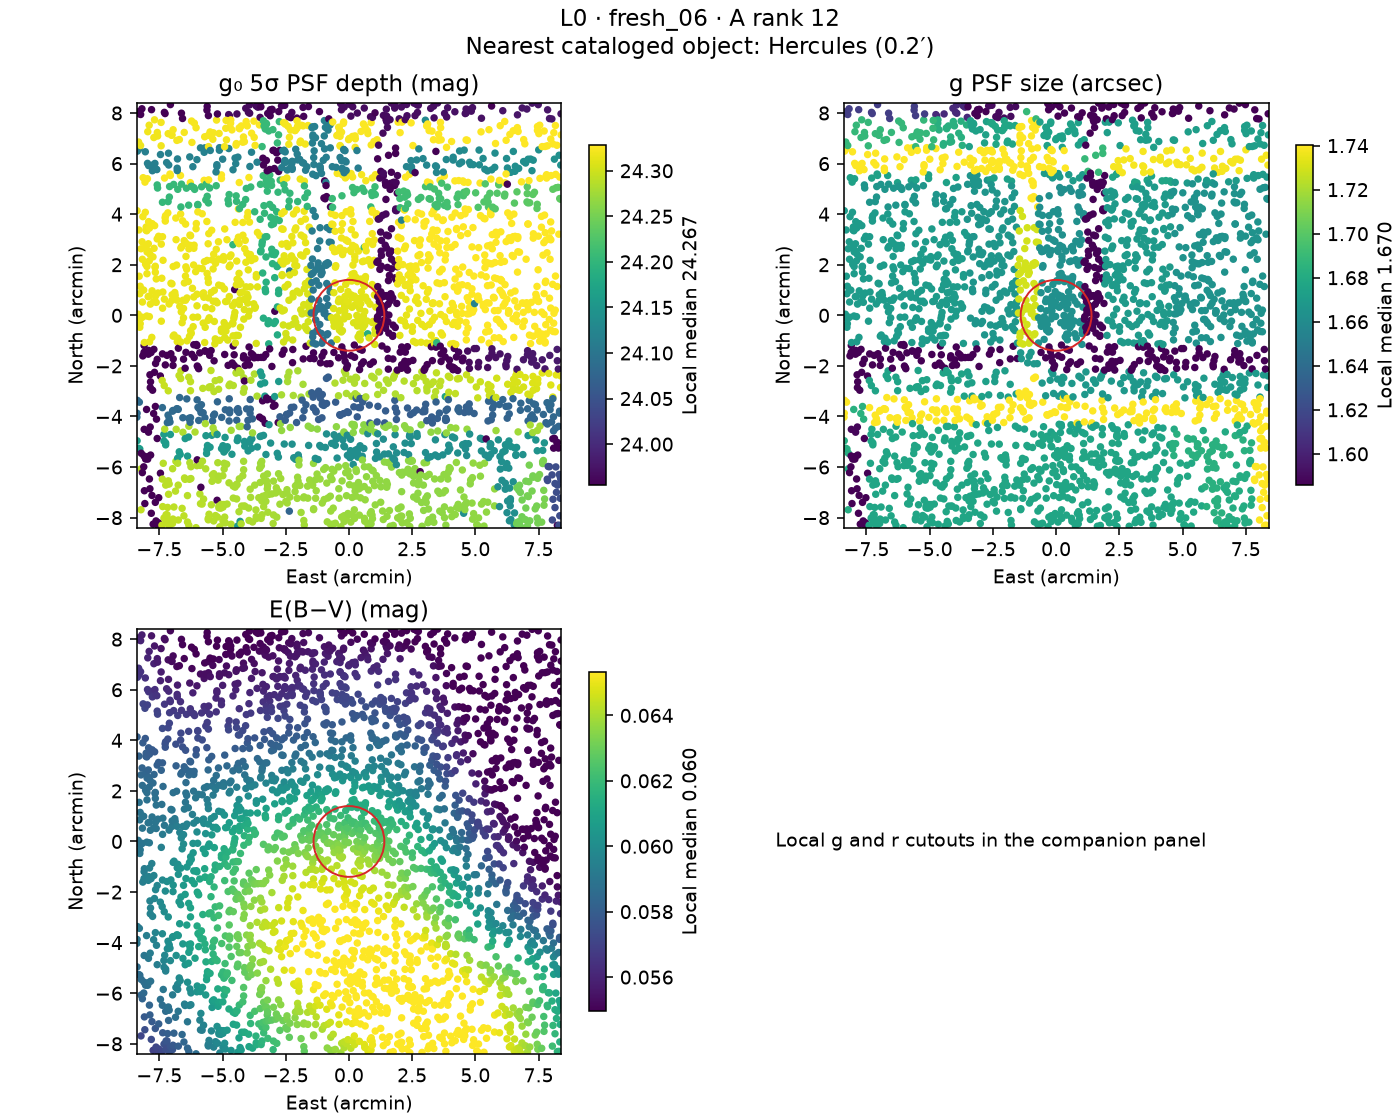 L0 · fresh_06 · A rank 12
Nearest cataloged object: Hercules (0.2′)
g₀ 5σ PSF depth (mag)
g PSF size (arcsec)
8
6
4
2
0
−2
−4
−6
−8
−7.5 −5.0 −2.5 0.0 2.5 5.0 7.5
East (arcmin)
North (arcmin)
24.30
24.25
24.20
24.15
24.10
24.05
24.00
Local median 24.267
8
6
4
2
0
−2
−4
−6
−8
−7.5 −5.0 −2.5 0.0 2.5 5.0 7.5
East (arcmin)
North (arcmin)
1.74
1.72
1.70
1.68
1.66
1.64
1.62
1.60
Local median 1.670
E(B−V) (mag)
8
6
4
2
0
−2
−4
−6
−8
−7.5 −5.0 −2.5 0.0 2.5 5.0 7.5
East (arcmin)
North (arcmin)
0.064
0.062
0.060
0.058
0.056
Local median 0.060
Local g and r cutouts in the companion panel